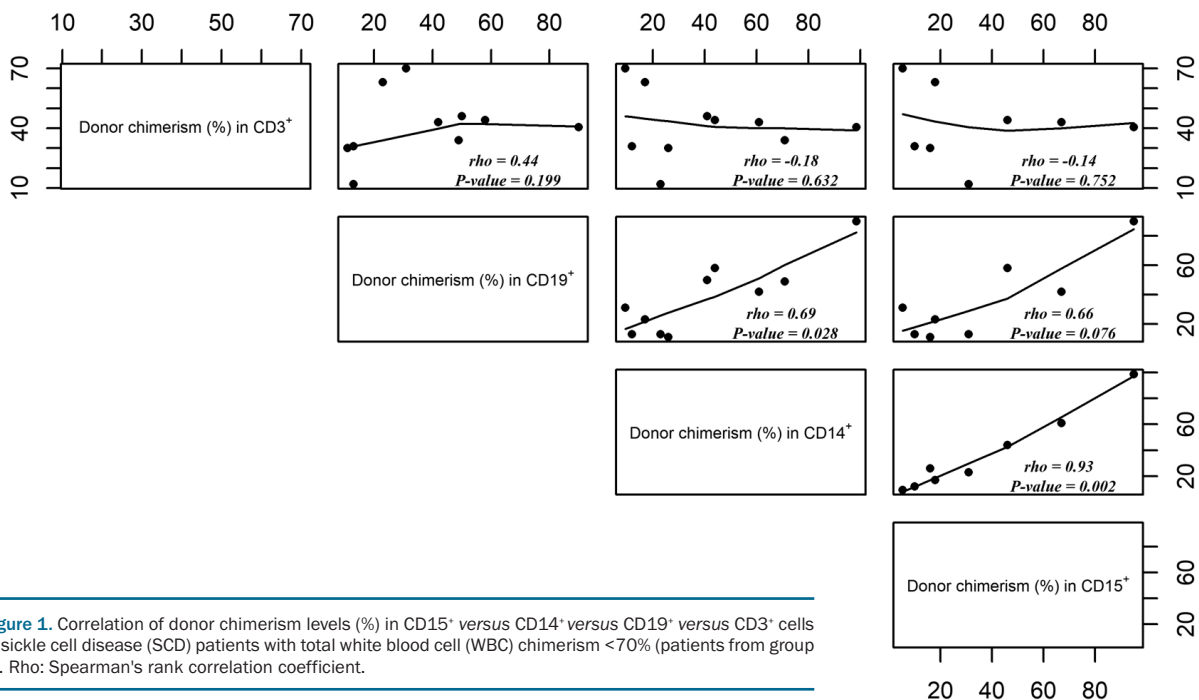 10 30 50 70 20 40 60 80 20 40 60 80 20 40 60 80
10 40 70
Donor chimerism (%) in CD3⁺
rho = 0.44
P-value = 0.199
rho = -0.18
P-value = 0.632
rho = -0.14
P-value = 0.752
10 40 70
Donor chimerism (%) in CD19⁺
rho = 0.69
P-value = 0.028
rho = 0.66
P-value = 0.076
20 60
Donor chimerism (%) in CD14⁺
rho = 0.93
P-value = 0.002
20 60
Donor chimerism (%) in CD15⁺
20 60
20 40 60 80
gure 1. Correlation of donor chimerism levels (%) in CD15⁺ versus CD14⁺ versus CD19⁺ versus CD3⁺ cells
sickle cell disease (SCD) patients with total white blood cell (WBC) chimerism <70% (patients from group
. Rho: Spearman's rank correlation coefficient.